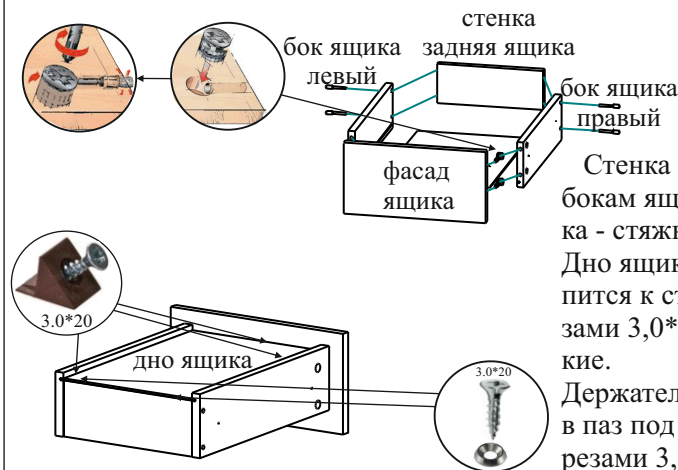 стенка
задняя ящика
бок ящика
левый
бок ящика
правый
фасад
ящика
Стенка
бокам ящ
ка - стяжк
Дно ящик
пится к ст
зами 3,0*
кие.
Держател
в паз под
резами 3,
3.0*20
дно ящика
3.0*20